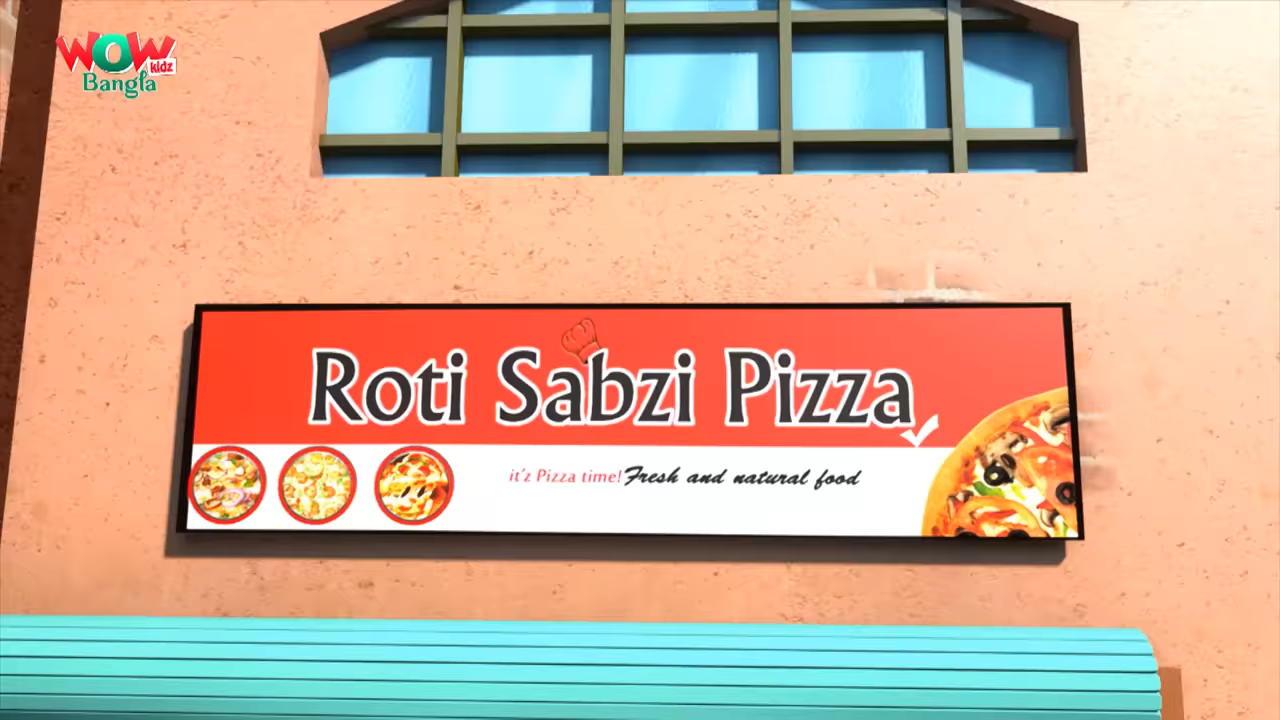 WOW
kidz
Bangla
Roti Sabzi Pizza
it'z Pizza time! Fresh and natural food